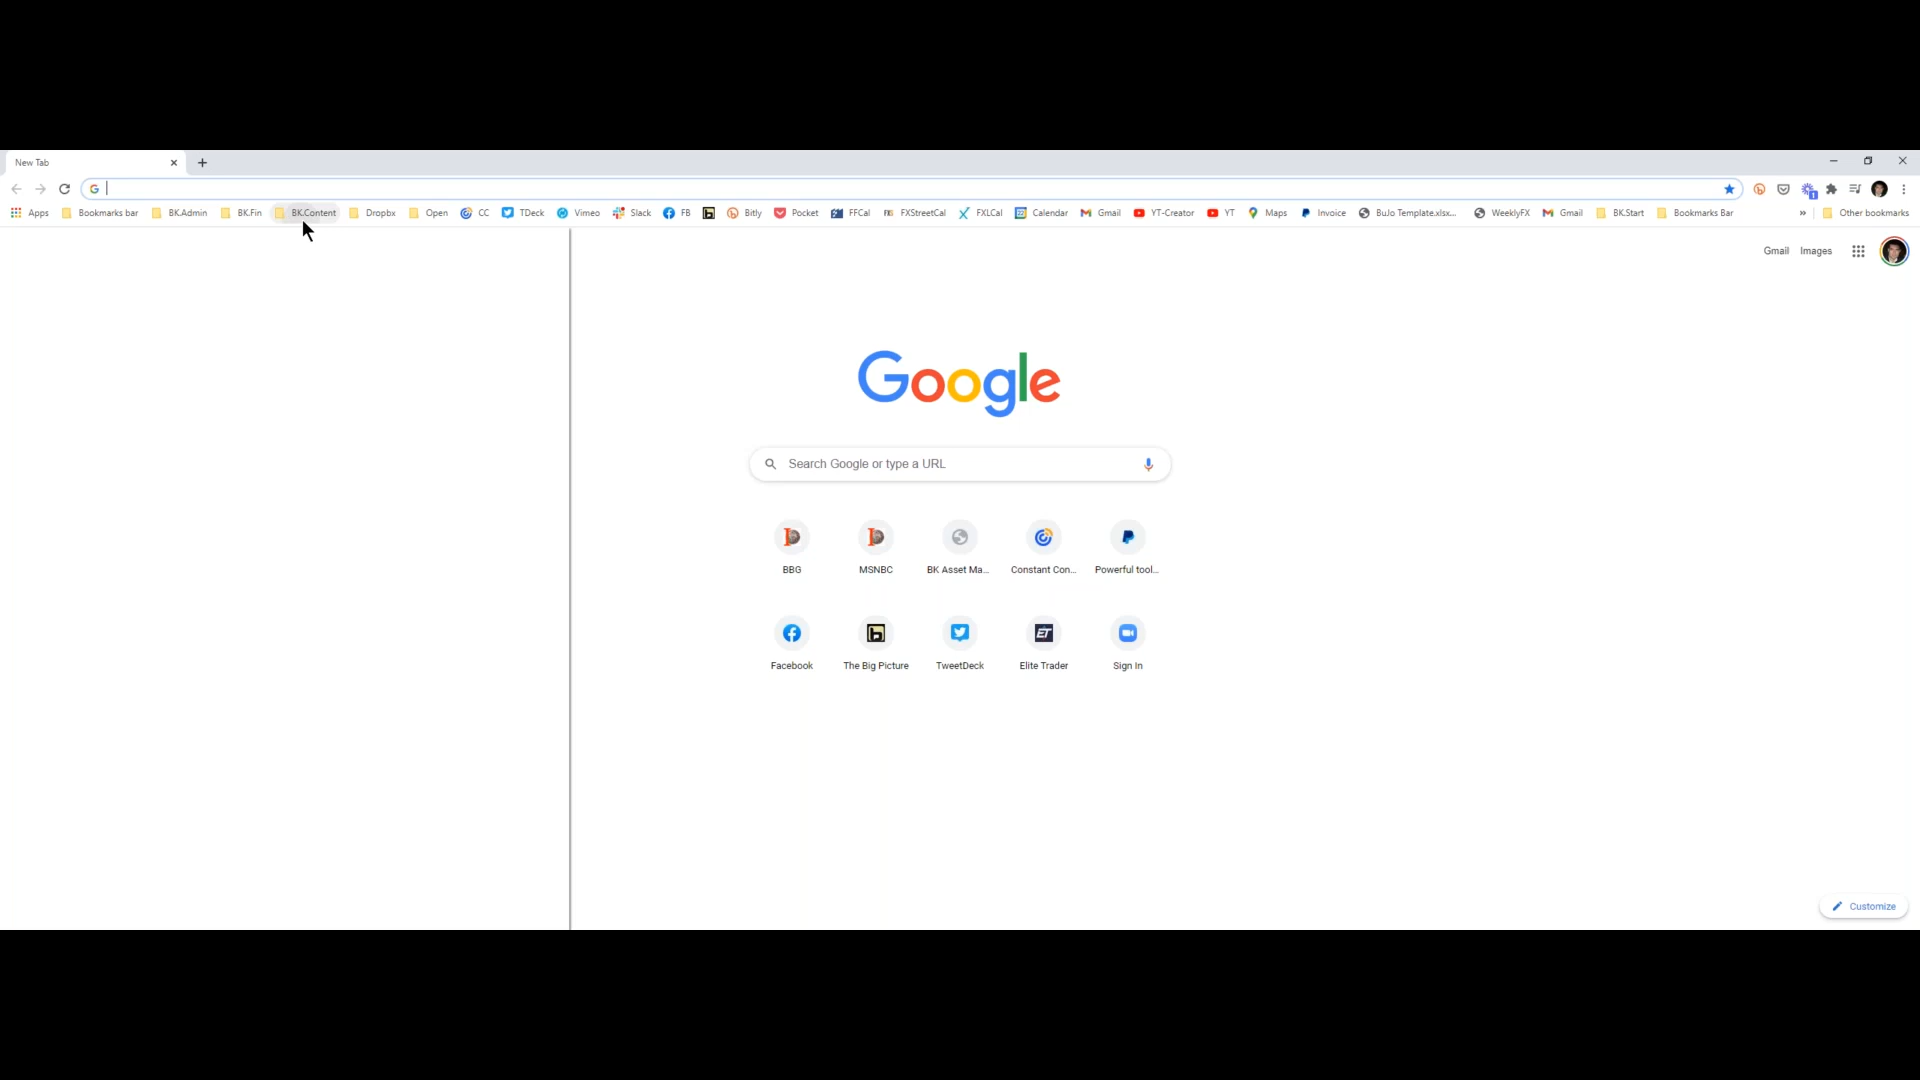 New Tab
Apps Bookmarks bar BK.Admin BK.Fin BK.Content Dropbx Open CC TDeck Vimeo Slack FB Bitly Pocket FFCal FXStreetCal FXLCal Calendar Gmail YT-Creator YT Maps Invoice BuJo Template.xlsx... WeeklyFX Gmail BK.Start Bookmarks Bar » Other bookmarks
Gmail Images
Google
Search Google or type a URL
BBG MSNBC BK Asset Ma... Constant Con... Powerful tool...
ET
Facebook The Big Picture TweetDeck Elite Trader Sign In
Customize